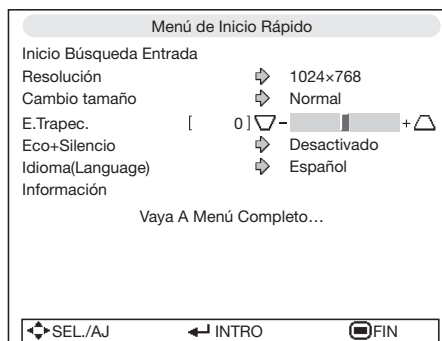 Menú de Inicio Rápido
Inicio Búsqueda Entrada
Resolución 1024×768
Cambio tamaño Normal
E.Trapec. [ 0 ] - +
Eco+Silencio Desactivado
Idioma(Language) Español
Información
Vaya A Menú Completo…
SEL./AJ INTRO FIN